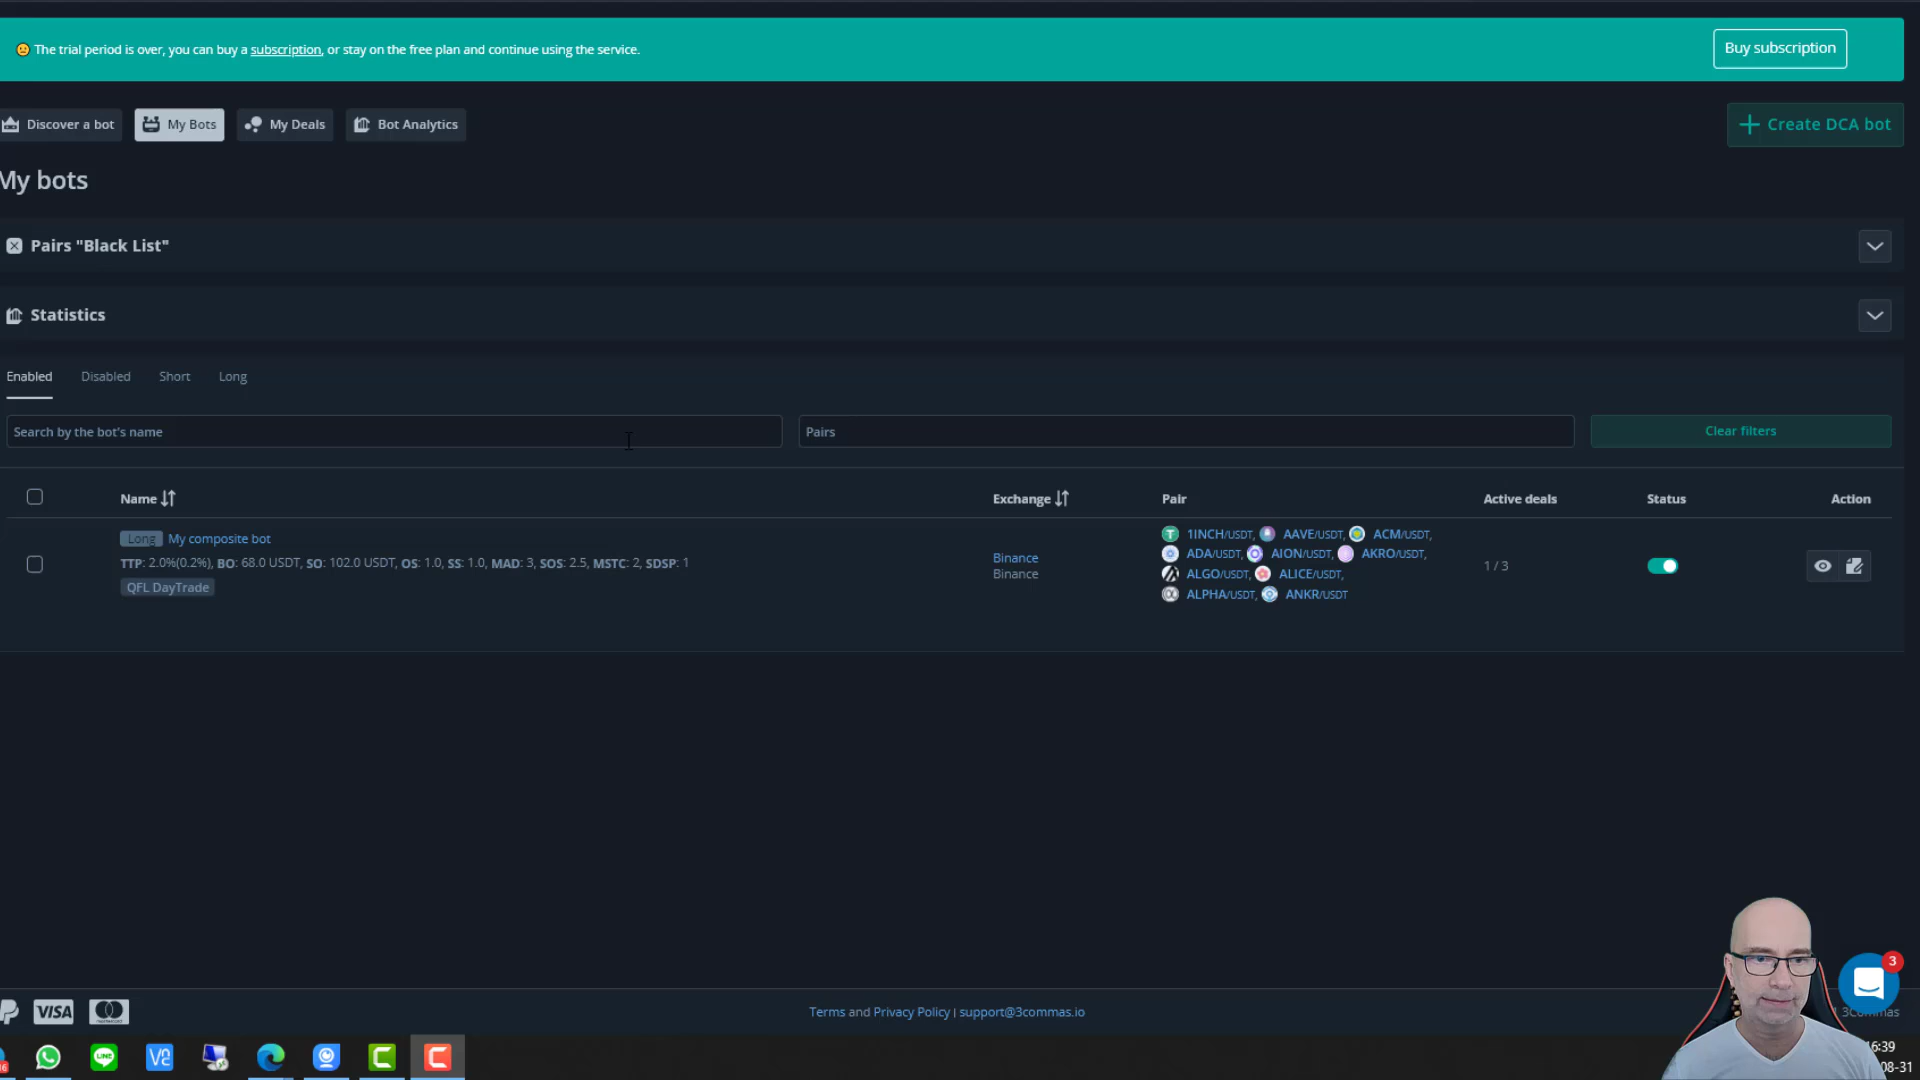 The trial period is over, you can buy a subscription, or stay on the free plan and continue using the service.
Buy subscription
Discover a bot
My Bots
My Deals
Bot Analytics
Create DCA bot
My bots
Pairs "Black List"
Statistics
Enabled
Disabled
Short
Long
Search by the bot's name
Pairs
Clear filters
Name
Exchange
Pair
Active deals
Status
Action
Long
My composite bot
TTP: 2.0%(0.2%), BO: 68.0 USDT, SO: 102.0 USDT, OS: 1.0, SS: 1.0, MAD: 3, SOS: 2.5, MSTC: 2, SDSP: 1
QFL DayTrade
Binance
Binance
1INCH/USDT, AAVE/USDT, ACM/USDT,
ADA/USDT, AION/USDT, AKRO/USDT,
ALGO/USDT, ALICE/USDT,
ALPHA/USDT, ANKR/USDT
1 / 3
3
VISA
Terms and Privacy Policy | support@3commas.io
16:39
08-31